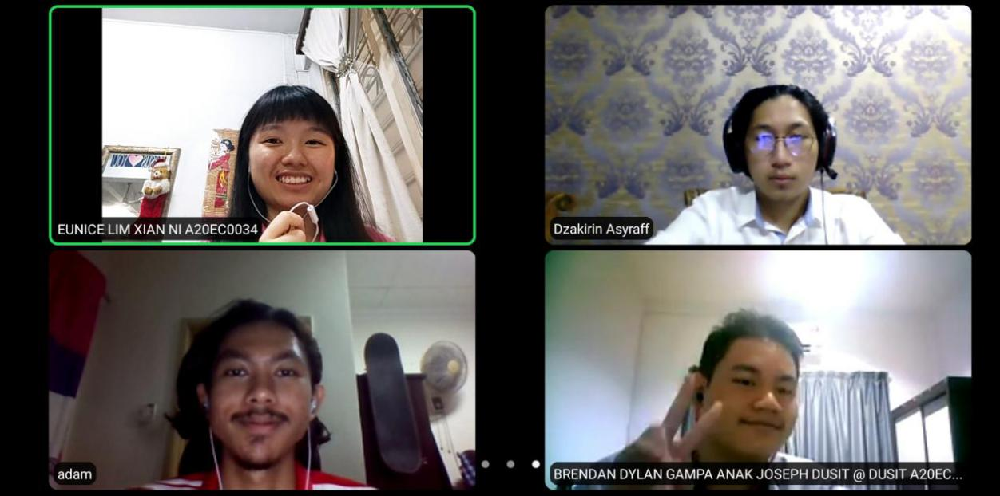 EUNICE LIM XIAN NI A20EC0034
Dzakirin Asyraff
adam
BRENDAN DYLAN GAMPA ANAK JOSEPH DUSIT @ DUSIT A20EC...